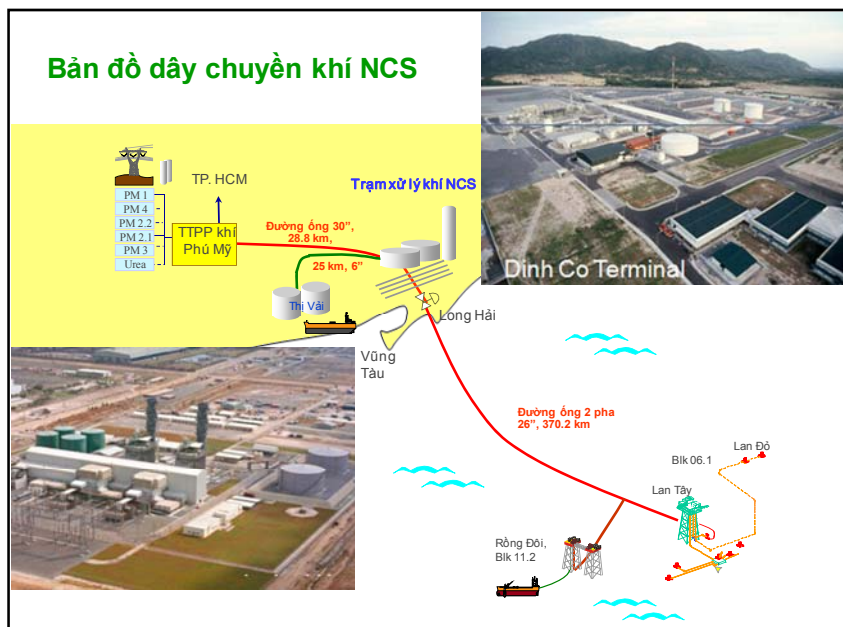 Bản đồ dây chuyền khí NCS
TP. HCM
Trạm xử lý khí NCS
PM 1
PM 4
PM 2.2
PM 2.1
PM 3
Urea
TTPP khí
Phú Mỹ
Đường ống 30”,
28.8 km,
25 km, 6”
Thị Vải
Dinh Co Terminal
Long Hải
Vũng
Tàu
Đường ống 2 pha
26”, 370.2 km
Lan Đỏ
Blk 06.1
Lan Tây
Rồng Đôi,
Blk 11.2